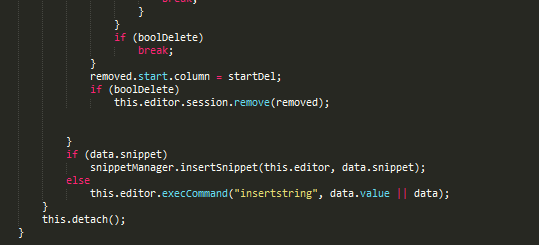 break;
}
}
if (boolDelete)
break;
}
removed.start.column = startDel;
if (boolDelete)
this.editor.session.remove(removed);
}
if (data.snippet)
snippetManager.insertSnippet(this.editor, data.snippet);
else
this.editor.execCommand("insertstring", data.value || data);
}
this.detach();
}